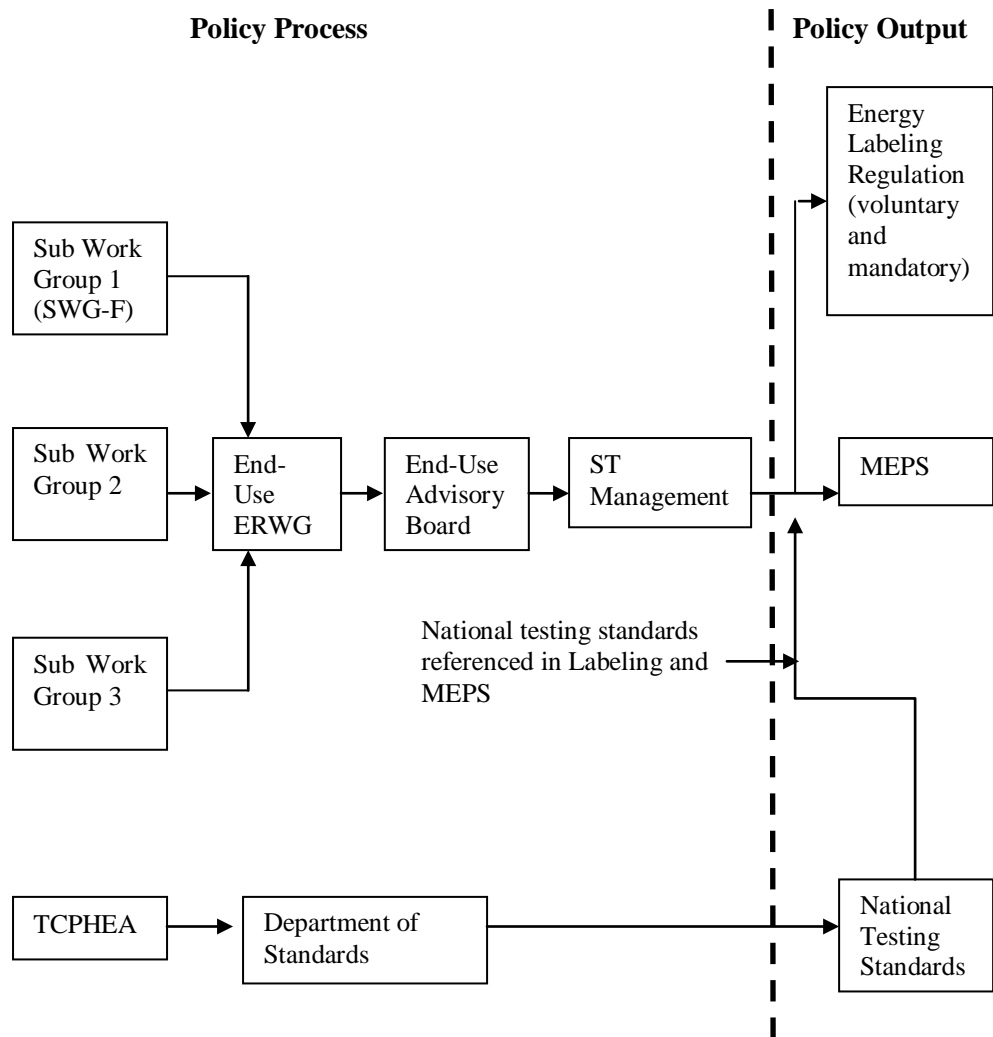 Policy Process
Policy Output
Energy
Labeling
Regulation
(voluntary
and
mandatory)
Sub Work
Group 1
(SWG-F)
Sub Work
Group 2
End-
Use
ERWG
End-Use
Advisory
Board
ST
Management
MEPS
Sub Work
Group 3
National testing standards
referenced in Labeling and
MEPS
TCPHEA
Department of
Standards
National
Testing
Standards